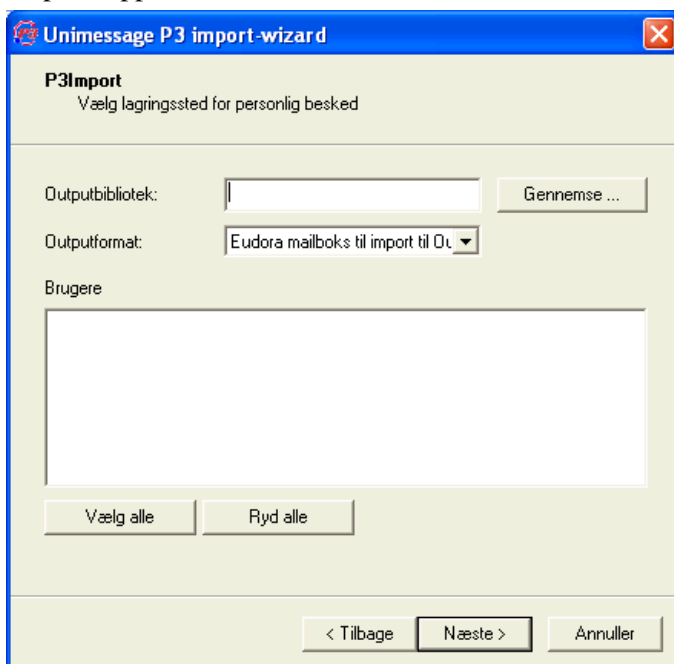 Unimessage P3 import-wizard
P3Import
Vælg lagringssted for personlig besked
Outputbibliotek:
Gennemse ...
Outputformat:
Eudora mailboks til import til Ou
Brugere
Vælg alle
Ryd alle
< Tilbage
Næste >
Annuller